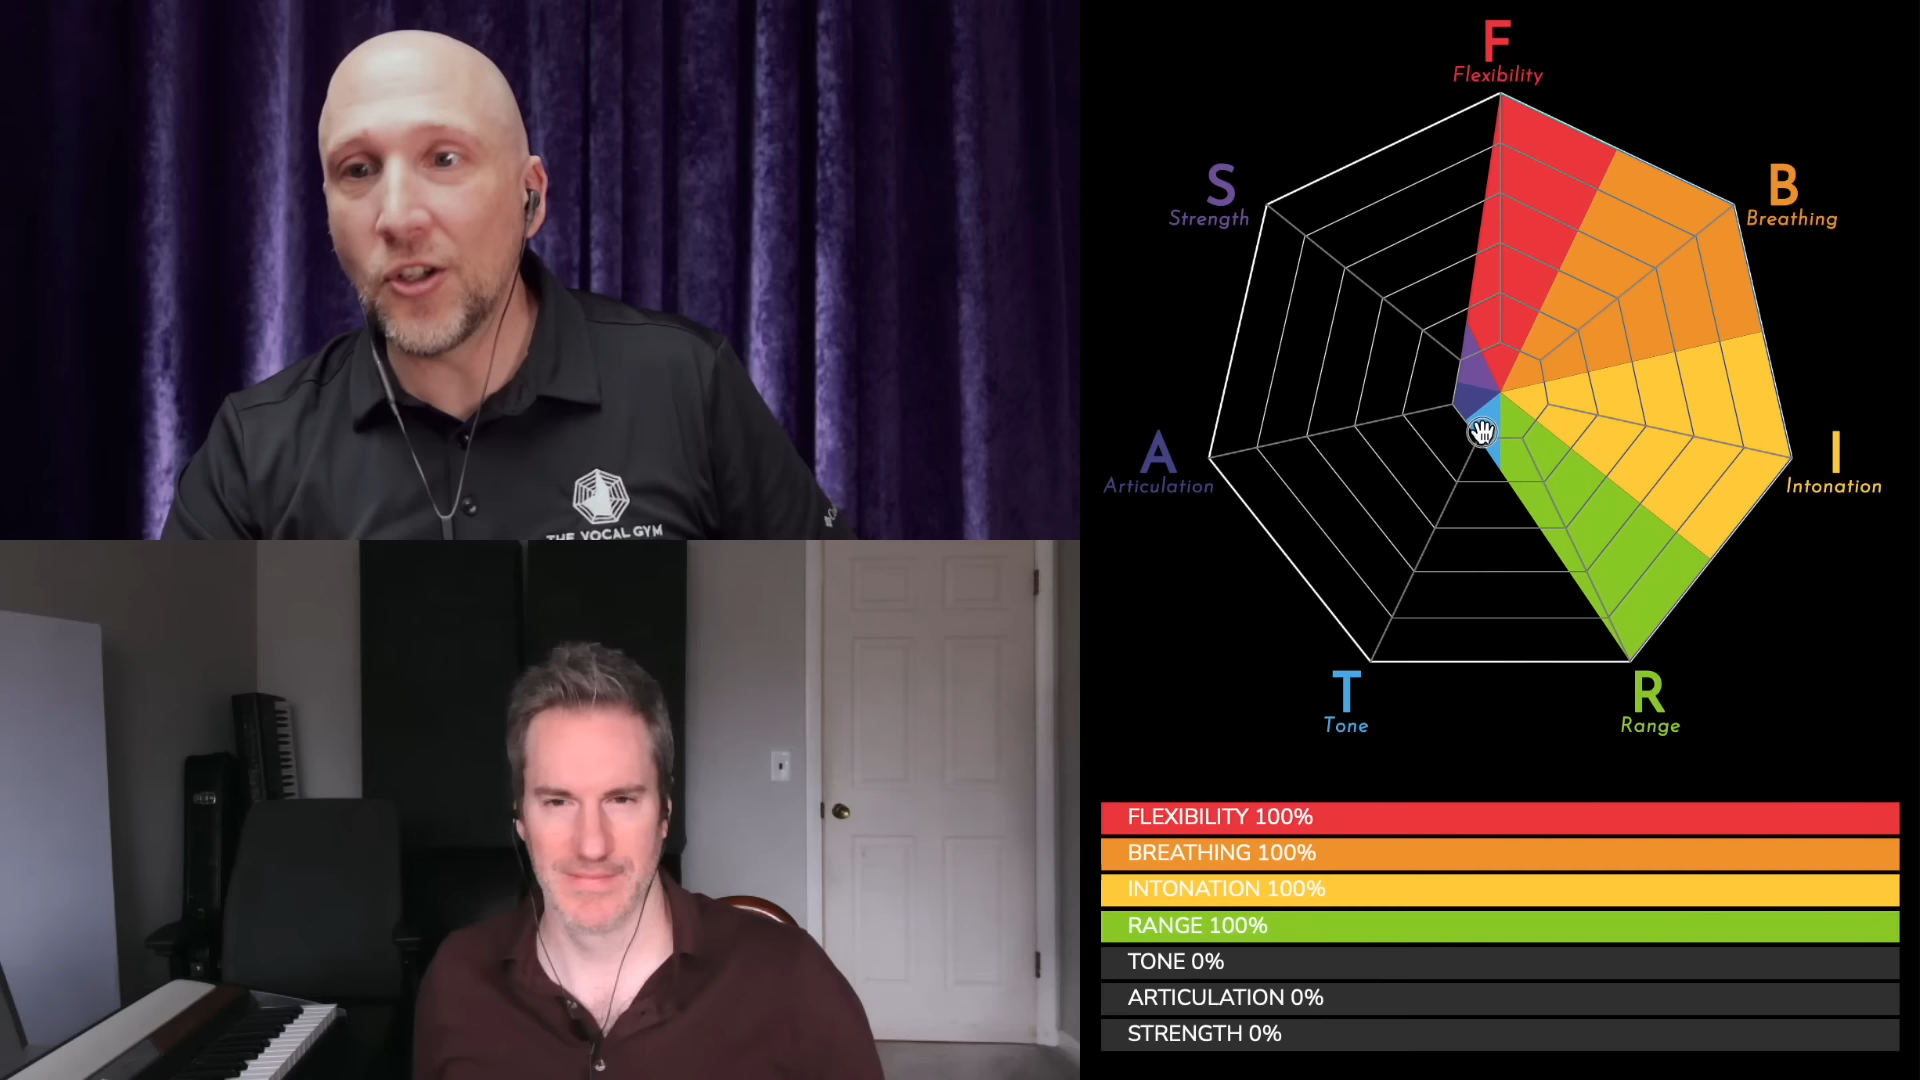 THE VOCAL GYM
F
Flexibility
S
Strength
B
Breathing
A
Articulation
I
Intonation
T
Tone
R
Range
FLEXIBILITY 100%
BREATHING 100%
INTONATION 100%
RANGE 100%
TONE 0%
ARTICULATION 0%
STRENGTH 0%